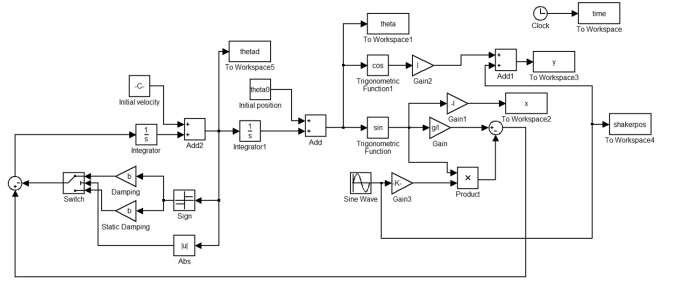 Clock
time
To Workspace
theta
To Workspace1
thetad
To Workspace5
cos
Trigonometric
Function1
l
Gain2
+
+
Add1
y
To Workspace3
-C-
Initial velocity
theta0
Initial position
1
s
Integrator
+
+
Add2
1
s
Integrator1
+
+
Add
sin
Trigonometric
Function
-l
Gain1
x
To Workspace2
g/l
Gain
shakerpos
To Workspace4
Switch
b
Damping
b
Static Damping
Sign
|u|
Abs
Sine Wave
-K-
Gain3
×
Product